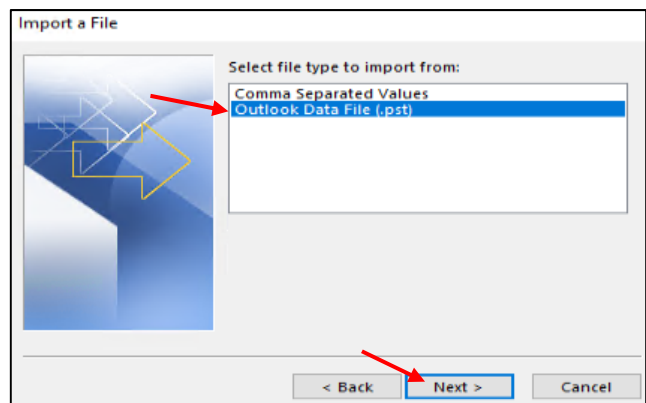 Import a File
Select file type to import from:
Comma Separated Values
Outlook Data File (.pst)
< Back Next > Cancel